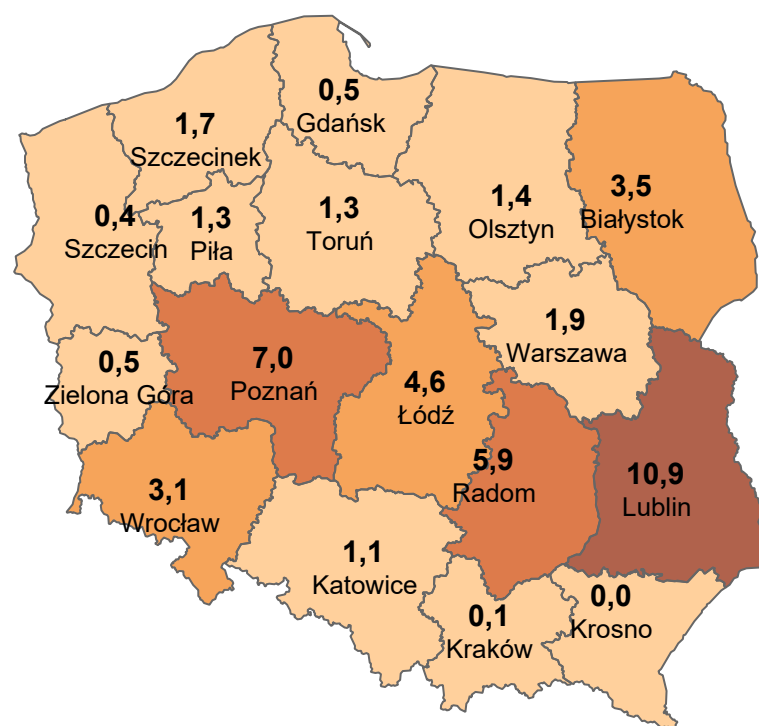 0,5
Gdańsk
1,7
Szczecinek
3,5
Białystok
1,4
Olsztyn
1,3
Toruń
1,3
Piła
0,4
Szczecin
1,9
Warszawa
0,5
Zielona Góra
7,0
Poznań
4,6
Łódź
5,9
Radom
10,9
Lublin
3,1
Wrocław
1,1
Katowice
0,1
Kraków
0,0
Krosno